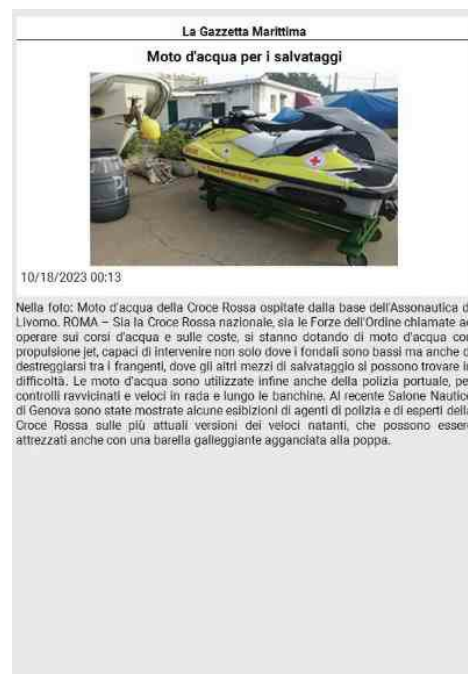 La Gazzetta Marittima
Moto d'acqua per i salvataggi
10/18/2023 00:13
Nella foto: Moto d'acqua della Croce Rossa ospitate dalla base dell'Assonautica d
Livorno. ROMA – Sia la Croce Rossa nazionale, sia le Forze dell'Ordine chiamate a
operare sui corsi d'acqua e sulle coste, si stanno dotando di moto d'acqua con
propulsione jet, capaci di intervenire non solo dove i fondali sono bassi ma anche d
destreggiarsi tra i frangenti, dove gli altri mezzi di salvataggio si possono trovare in
difficoltà. Le moto d'acqua sono utilizzate infine anche della polizia portuale, pe
controlli ravvicinati e veloci in rada e lungo le banchine. Al recente Salone Nautico
di Genova sono state mostrate alcune esibizioni di agenti di polizia e di esperti della
Croce Rossa sulle più attuali versioni dei veloci natanti, che possono essere
attrezzati anche con una barella galleggiante agganciata alla poppa.